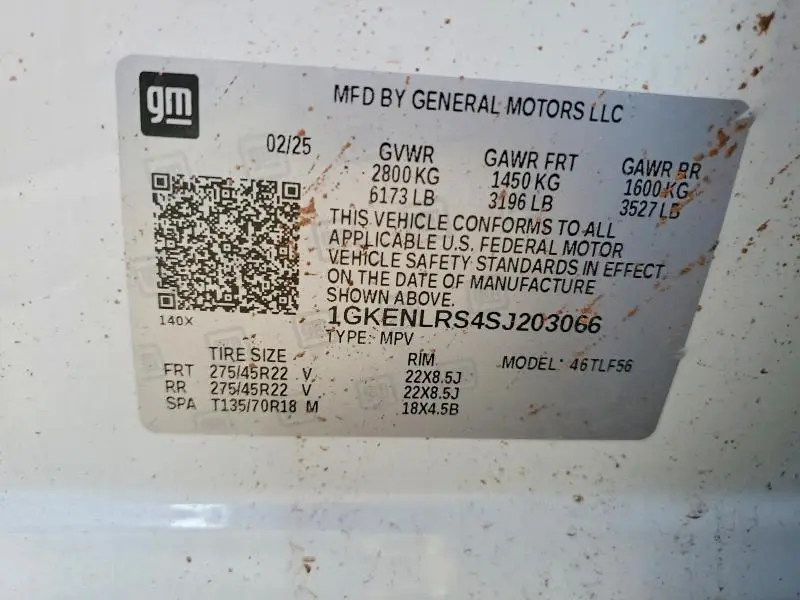 gm
MFD BY GENERAL MOTORS LLC
02/25 GVWR GAWR FRT GAWR RR
2800 KG 1450 KG 1600 KG
6173 LB 3196 LB 3527 LB
THIS VEHICLE CONFORMS TO ALL
APPLICABLE U.S. FEDERAL MOTOR
VEHICLE SAFETY STANDARDS IN EFFECT
ON THE DATE OF MANUFACTURE
SHOWN ABOVE.
140X 1GKENLRS4SJ203066
TYPE: MPV
TIRE SIZE RIM MODEL: 46TLF56
FRT 275/45R22 V 22X8.5J
RR 275/45R22 V 22X8.5J
SPA T135/70R18 M 18X4.5B